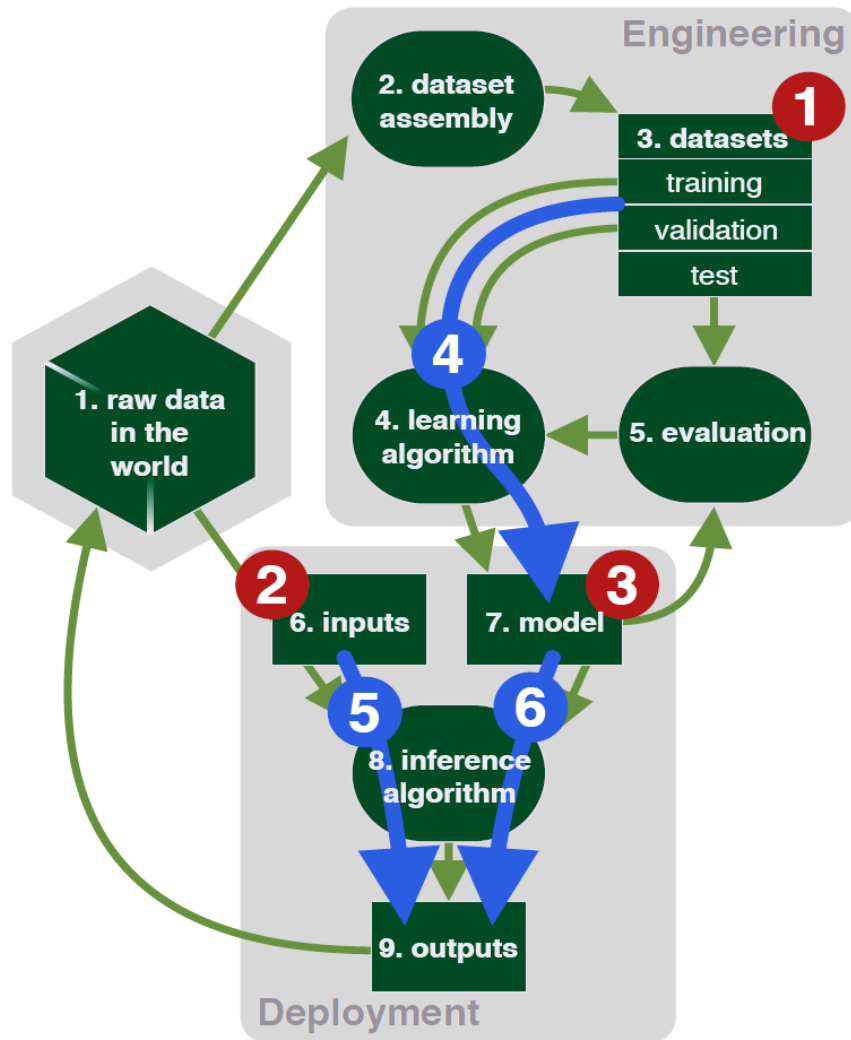 Engineering
2. dataset
assembly
1
3. datasets
training
validation
test
4
1. raw data
in the
world
4. learning
algorithm
5. evaluation
2
3
6. inputs
7. model
5
6
8. inference
algorithm
9. outputs
Deployment